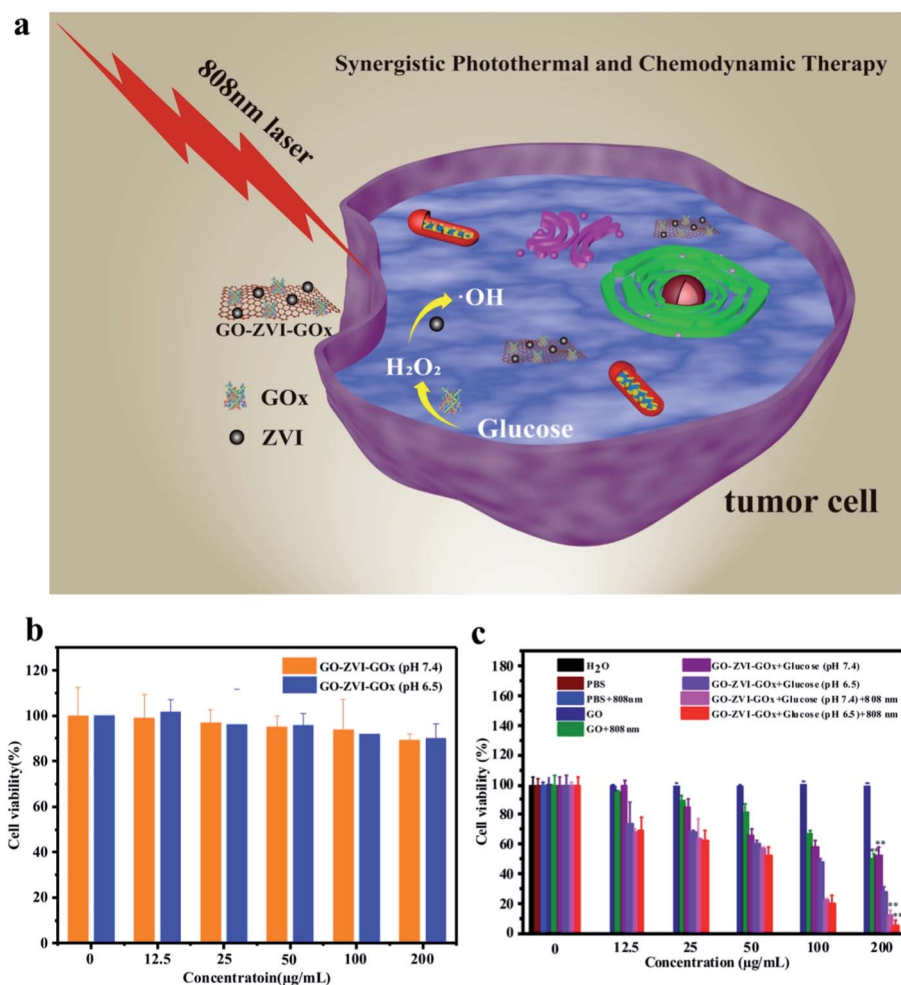 a
Synergistic Photothermal and Chemodynamic Therapy
808nm laser
GO-ZVI-GOx
GOx
ZVI
·OH
H₂O₂
Glucose
tumor cell
b
GO-ZVI-GOx (pH 7.4)
GO-ZVI-GOx (pH 6.5)
Cell viability(%)
120
100
80
60
40
20
0
0 12.5 25 50 100 200
Concentratoin(μg/mL)
c
H₂O
PBS
PBS+808nm
GO
GO+808nm
GO-ZVI-GOx+Glucose (pH 7.4)
GO-ZVI-GOx+Glucose (pH 6.5)
GO-ZVI-GOx+Glucose (pH 7.4)+808 nm
GO-ZVI-GOx+Glucose (pH 6.5)+808 nm
Cell viability (%)
180
160
140
120
100
80
60
40
20
0
** **
**
**
0 12.5 25 50 100 200
Concentration (μg/mL)